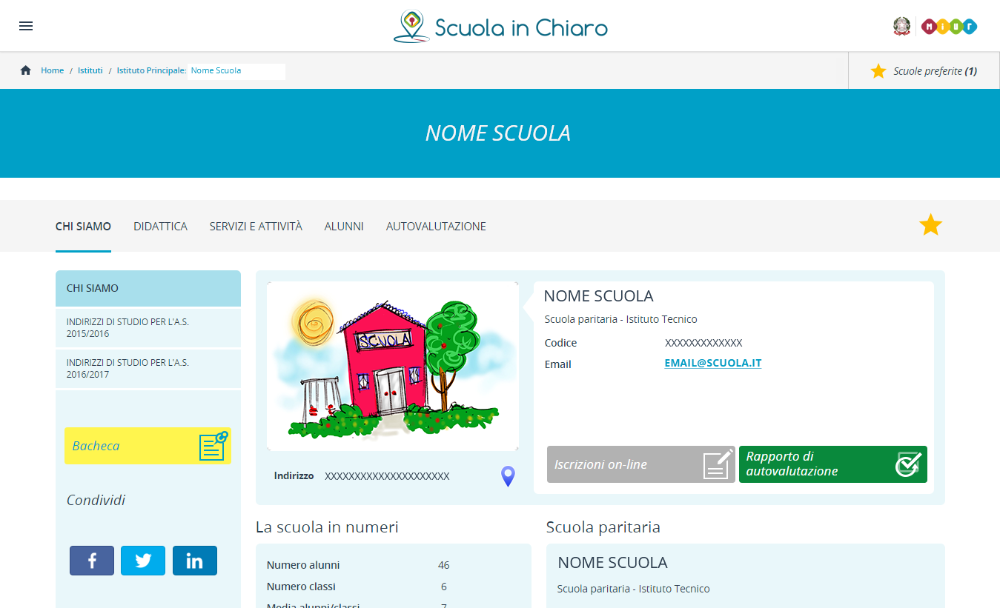 Scuola in Chiaro
Miur
Home / Istituti / Istituto Principale: Nome Scuola
Scuole preferite (1)
NOME SCUOLA
CHI SIAMO DIDATTICA SERVIZI E ATTIVITÀ ALUNNI AUTOVALUTAZIONE
CHI SIAMO
INDIRIZZI DI STUDIO PER L'A.S.
2015/2016
INDIRIZZI DI STUDIO PER L'A.S.
2016/2017
Bacheca
Condividi
f
in
SCUOLA
Indirizzo XXXXXXXXXXXXXXXXXXXXX
NOME SCUOLA
Scuola paritaria - Istituto Tecnico
Codice XXXXXXXXXXXXX
Email EMAIL@SCUOLA.IT
Iscrizioni on-line
Rapporto di
autovalutazione
La scuola in numeri
Numero alunni 46
Numero classi 6
Media alunni/classi 7
Scuola paritaria
NOME SCUOLA
Scuola paritaria - Istituto Tecnico